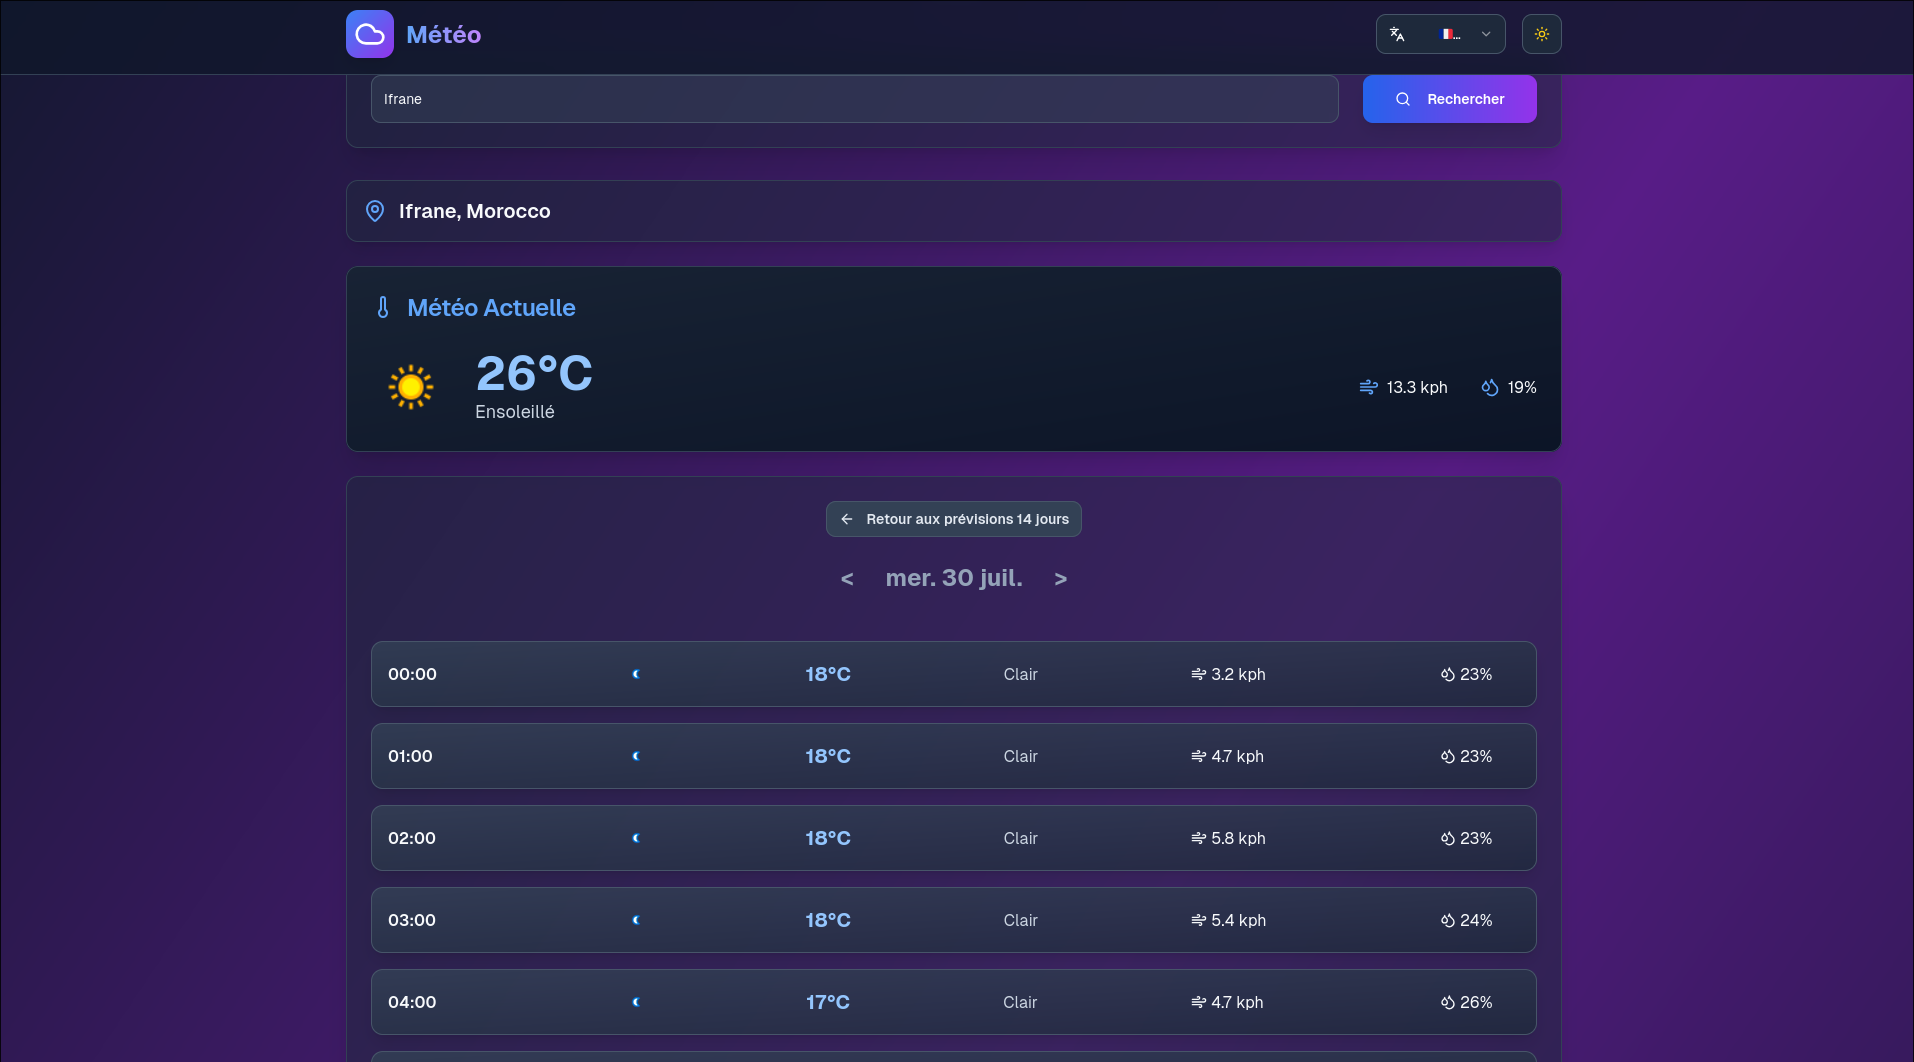 Météo
...
Ifrane
Rechercher
Ifrane, Morocco
Météo Actuelle
26°C
Ensoleillé
13.3 kph
19%
Retour aux prévisions 14 jours
< mer. 30 juil. >
00:00 18°C Clair 3.2 kph 23%
01:00 18°C Clair 4.7 kph 23%
02:00 18°C Clair 5.8 kph 23%
03:00 18°C Clair 5.4 kph 24%
04:00 17°C Clair 4.7 kph 26%